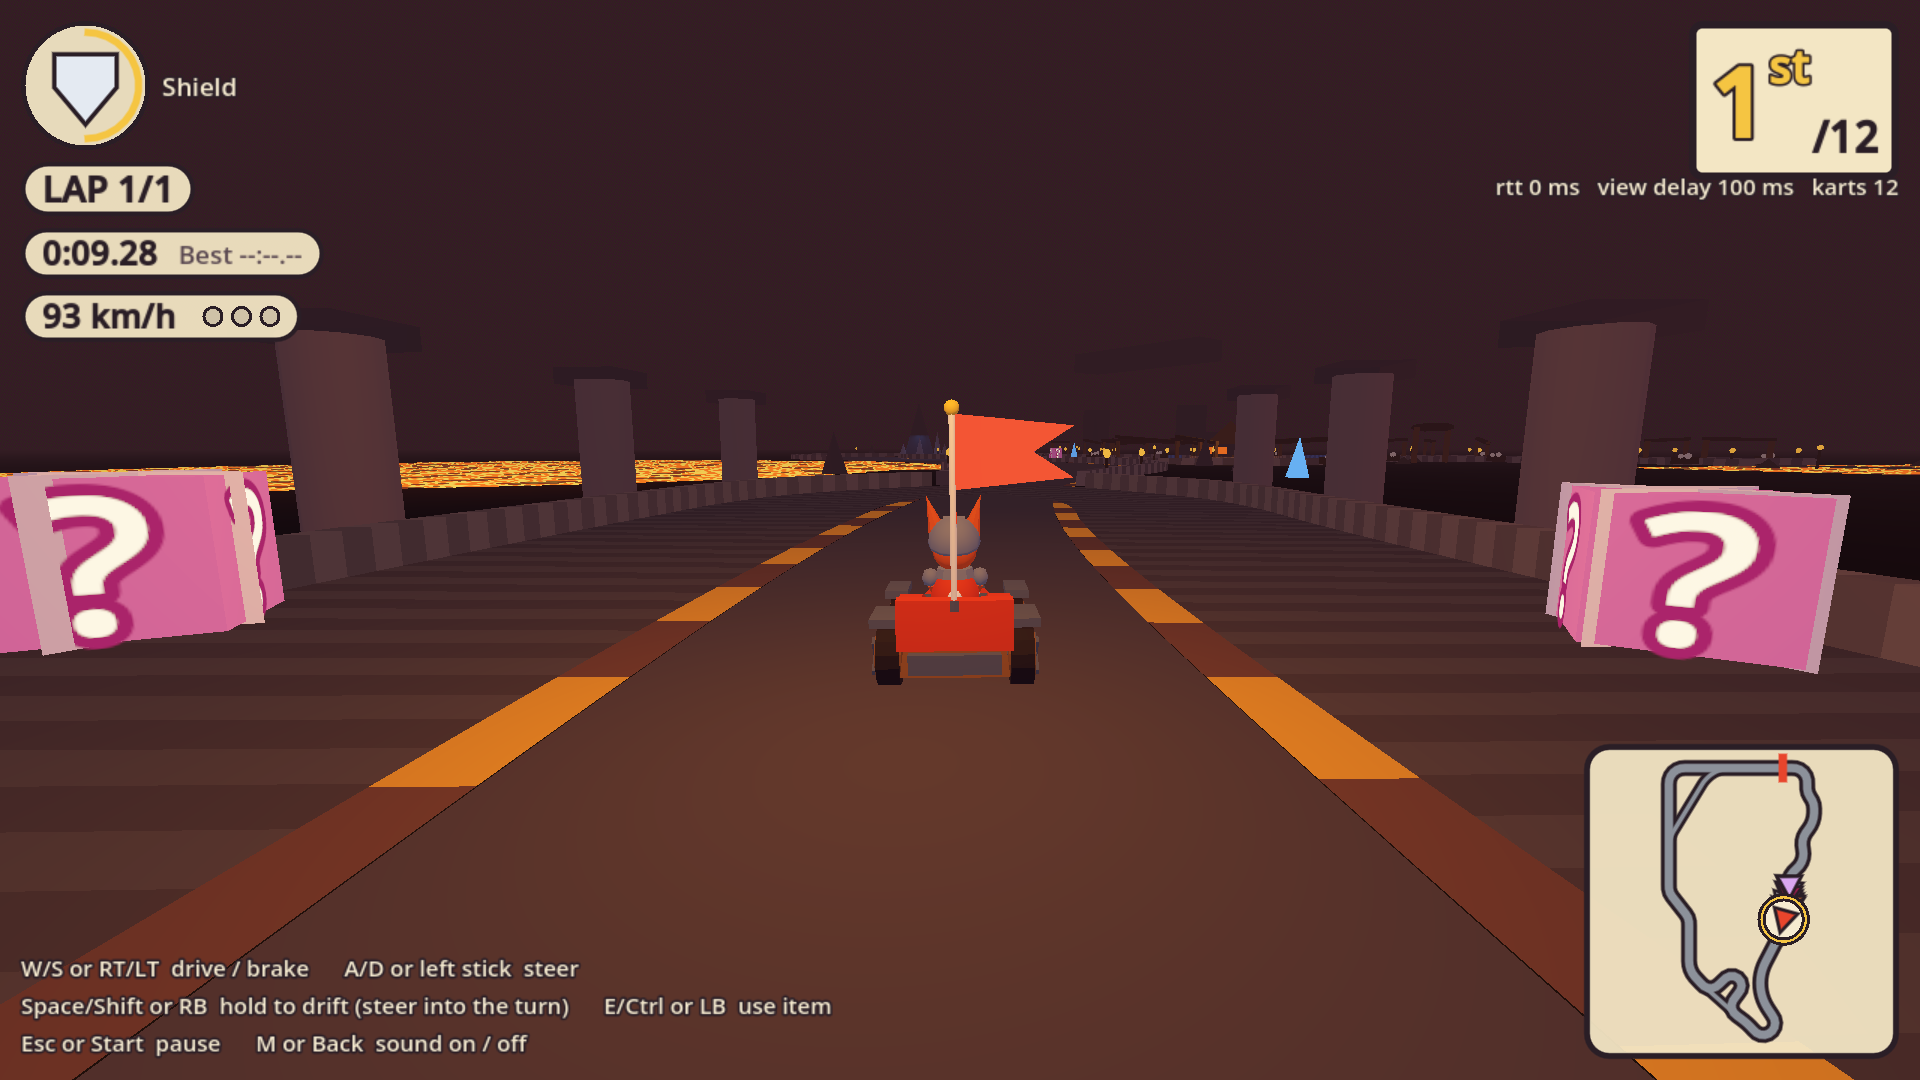 Shield
1st
/12
rtt 0 ms view delay 100 ms karts 12
LAP 1/1
0:09.28 Best --:--.--
93 km/h
? ? ?
W/S or RT/LT drive / brake A/D or left stick steer
Space/Shift or RB hold to drift (steer into the turn) E/Ctrl or LB use item
Esc or Start pause M or Back sound on / off